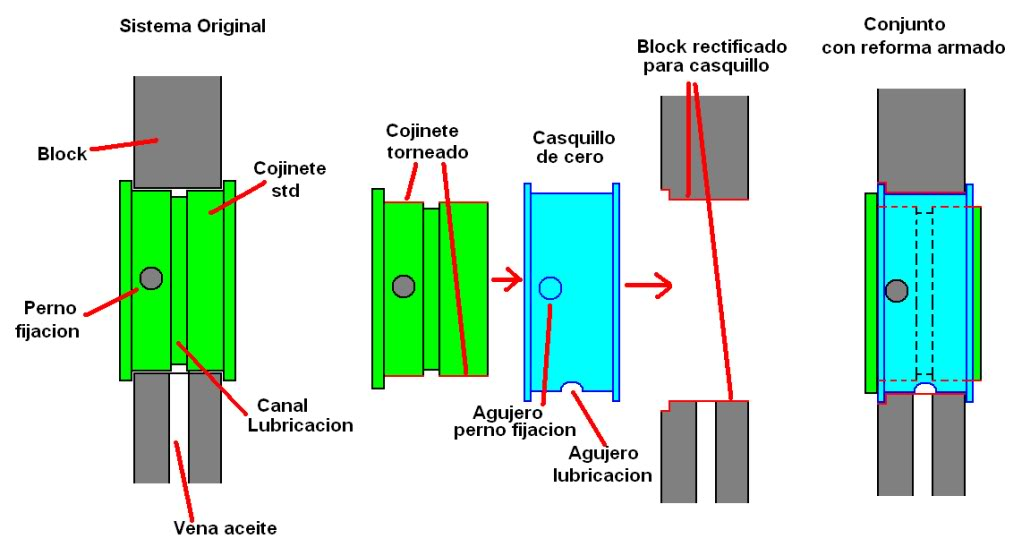 Sistema Original
Block
Cojinete
std
Perno
fijacion
Canal
Lubricacion
Vena aceite
Cojinete
torneado
Casquillo
de cero
Agujero
perno fijacion
Agujero
lubricacion
Block rectificado
para casquillo
Conjunto
con reforma armado